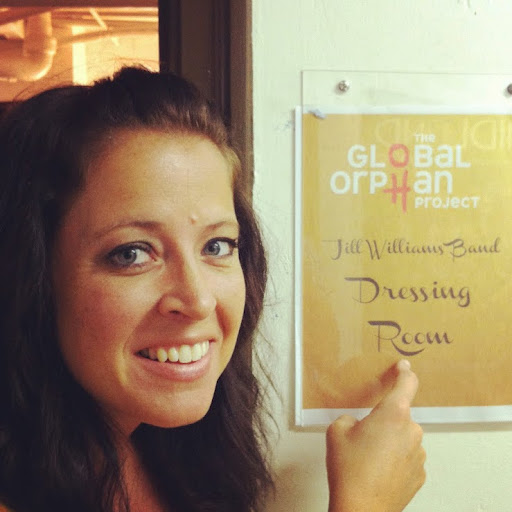 THE
GLOBAL
ORPHAN
PROJECT
Jill Williams Band
Dressing
Room